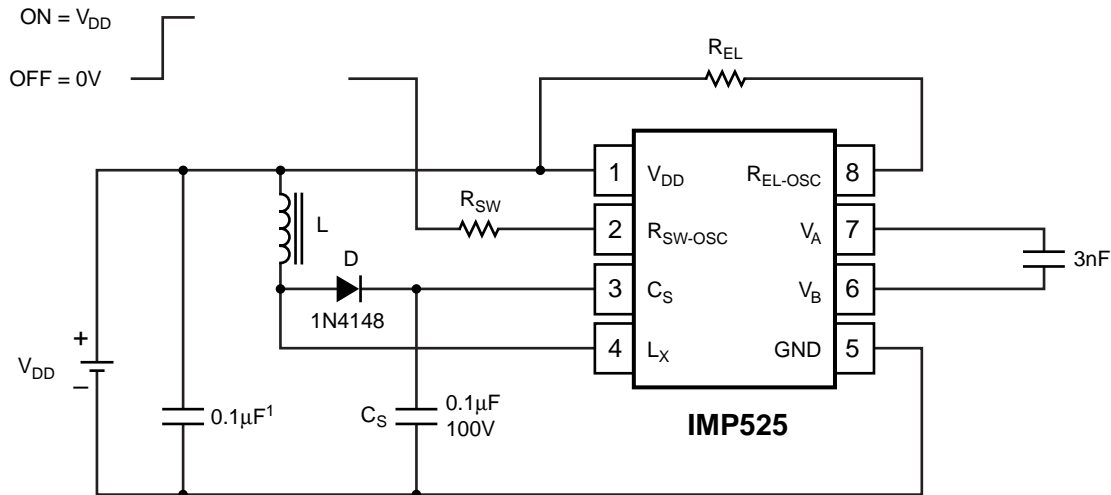 ON = V_DD
OFF = 0V
R_EL
1 V_DD
R_EL-OSC 8
R_SW
2 R_SW-OSC
V_A 7
L
D
1N4148
3 C_S
V_B 6
3nF
4 L_X
GND 5
+
V_DD
–
0.1µF¹
C_S
0.1µF
100V
IMP525